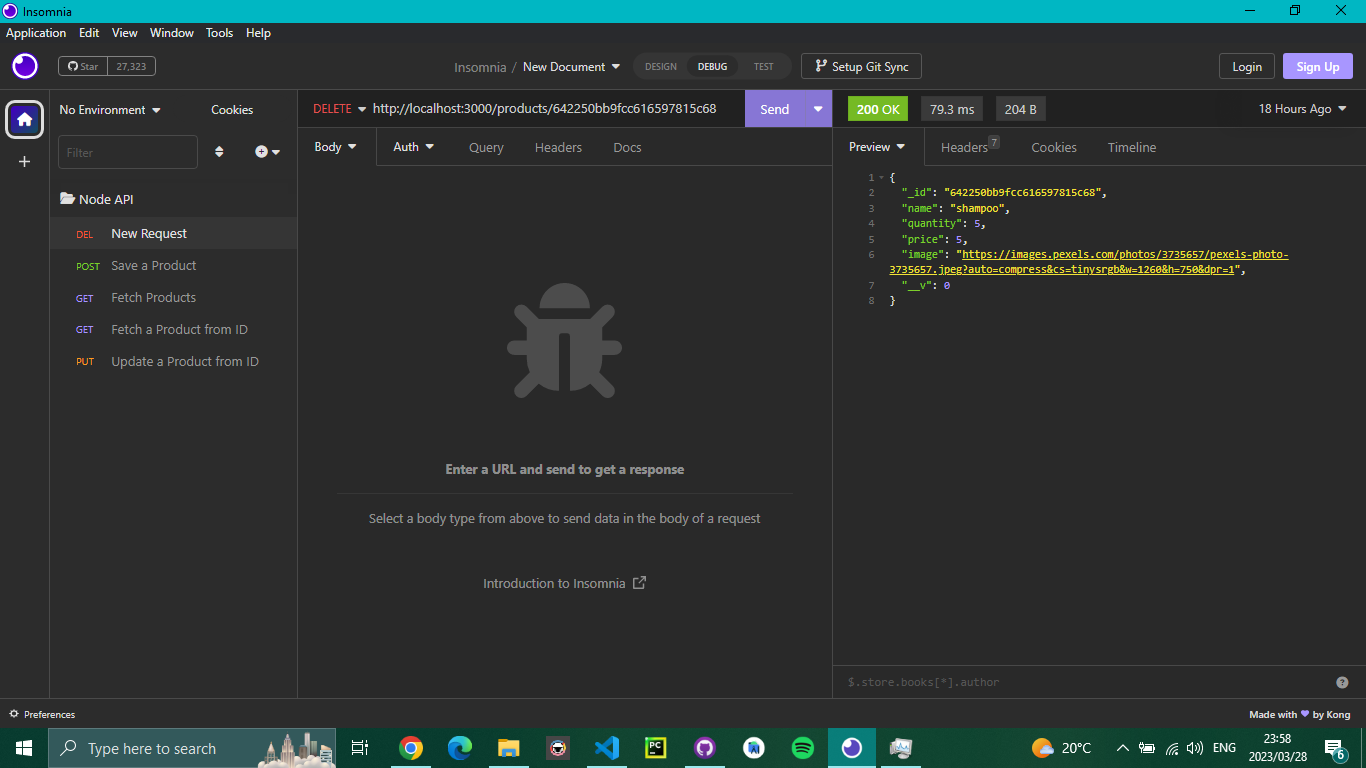 Insomnia
Application Edit View Window Tools Help
Star 27,323
Insomnia / New Document
DESIGN DEBUG TEST
Setup Git Sync
Login
Sign Up
No Environment
Cookies
Filter
Node API
DEL New Request
POST Save a Product
GET Fetch Products
GET Fetch a Product from ID
PUT Update a Product from ID
DELETE http://localhost:3000/products/642250bb9fcc616597815c68
Send
Body Auth Query Headers Docs
Enter a URL and send to get a response
Select a body type from above to send data in the body of a request
Introduction to Insomnia
200 OK 79.3 ms 204 B 18 Hours Ago
Preview Headers 7 Cookies Timeline
1 {
2 "_id": "642250bb9fcc616597815c68",
3 "name": "shampoo",
4 "quantity": 5,
5 "price": 5,
6 "image": "https://images.pexels.com/photos/3735657/pexels-photo-
3735657.jpeg?auto=compress&cs=tinysrgb&w=1260&h=750&dpr=1",
7 "__v": 0
8 }
$.store.books[*].author
?
Preferences
Made with ♥ by Kong
Type here to search
PC
20°C
ENG
23:58
2023/03/28
6